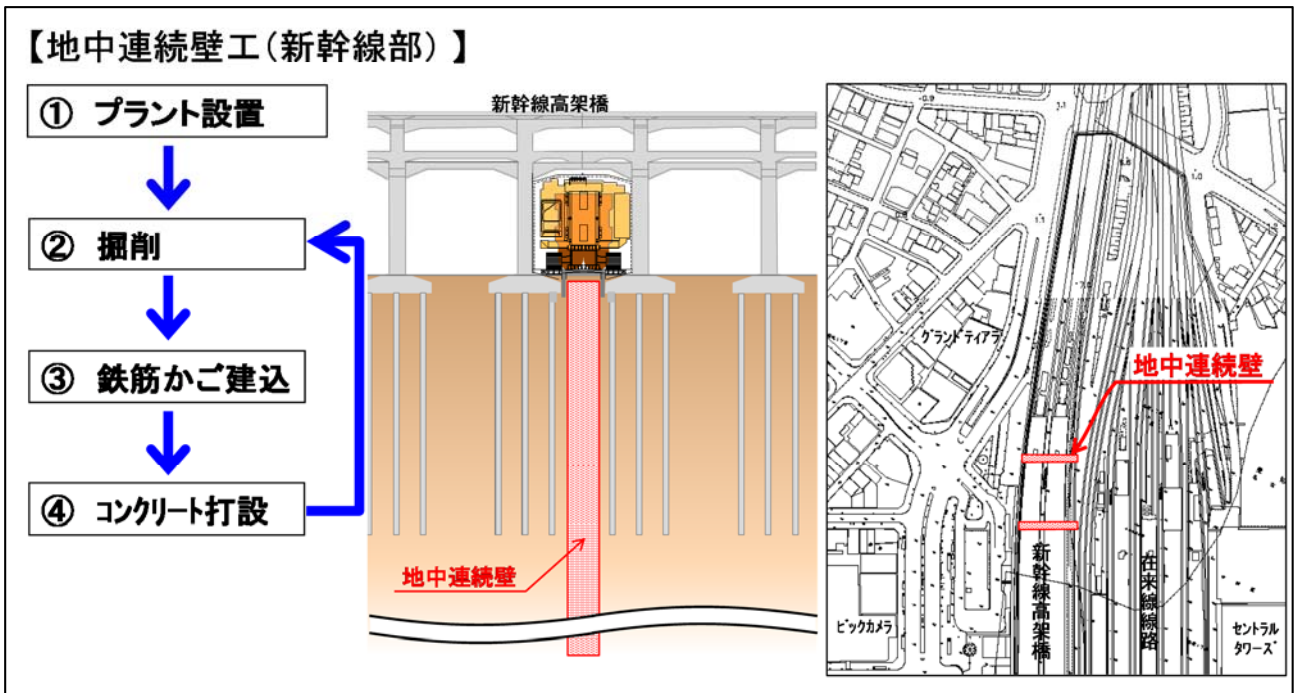 【地中連続壁工（新幹線部）】
① プラント設置
② 掘削
③ 鉄筋かご建込
④ コンクリート打設
新幹線高架橋
地中連続壁
グランドティアラ
地中連続壁
新幹線高架橋
在来線線路
ビックカメラ
セントラル
タワーズ